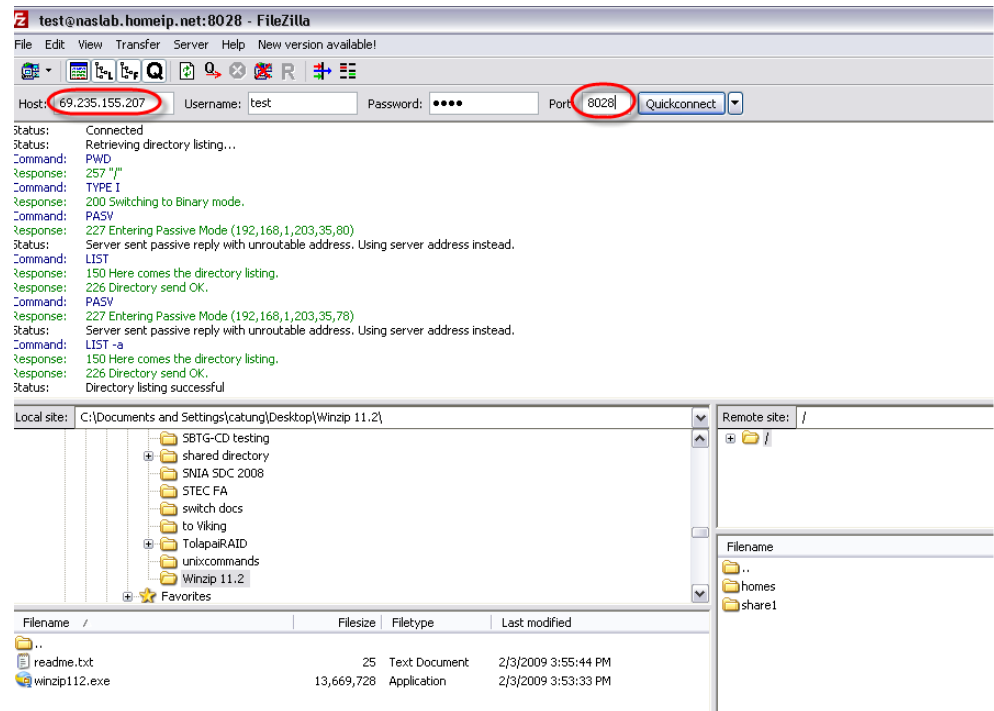 test@naslab.homeip.net:8028 - FileZilla
File Edit View Transfer Server Help New version available!
Host: 69.235.155.207 Username: test Password: ●●●● Port: 8028 Quickconnect
Status: Connected
Status: Retrieving directory listing...
Command: PWD
Response: 257 "/"
Command: TYPE I
Response: 200 Switching to Binary mode.
Command: PASV
Response: 227 Entering Passive Mode (192,168,1,203,35,80)
Status: Server sent passive reply with unroutable address. Using server address instead.
Command: LIST
Response: 150 Here comes the directory listing.
Response: 226 Directory send OK.
Command: PASV
Response: 227 Entering Passive Mode (192,168,1,203,35,78)
Status: Server sent passive reply with unroutable address. Using server address instead.
Command: LIST -a
Response: 150 Here comes the directory listing.
Response: 226 Directory send OK.
Status: Directory listing successful
Local site: C:\Documents and Settings\catung\Desktop\Winzip 11.2\
SBTG-CD testing
shared directory
SNIA SDC 2008
STEC FA
switch docs
to Viking
TolapaiRAID
unixcommands
Winzip 11.2
Favorites
Filename / Filesize Filetype Last modified
..
readme.txt 25 Text Document 2/3/2009 3:55:44 PM
winzip112.exe 13,669,728 Application 2/3/2009 3:53:33 PM
Remote site: /
/
Filename
..
homes
share1